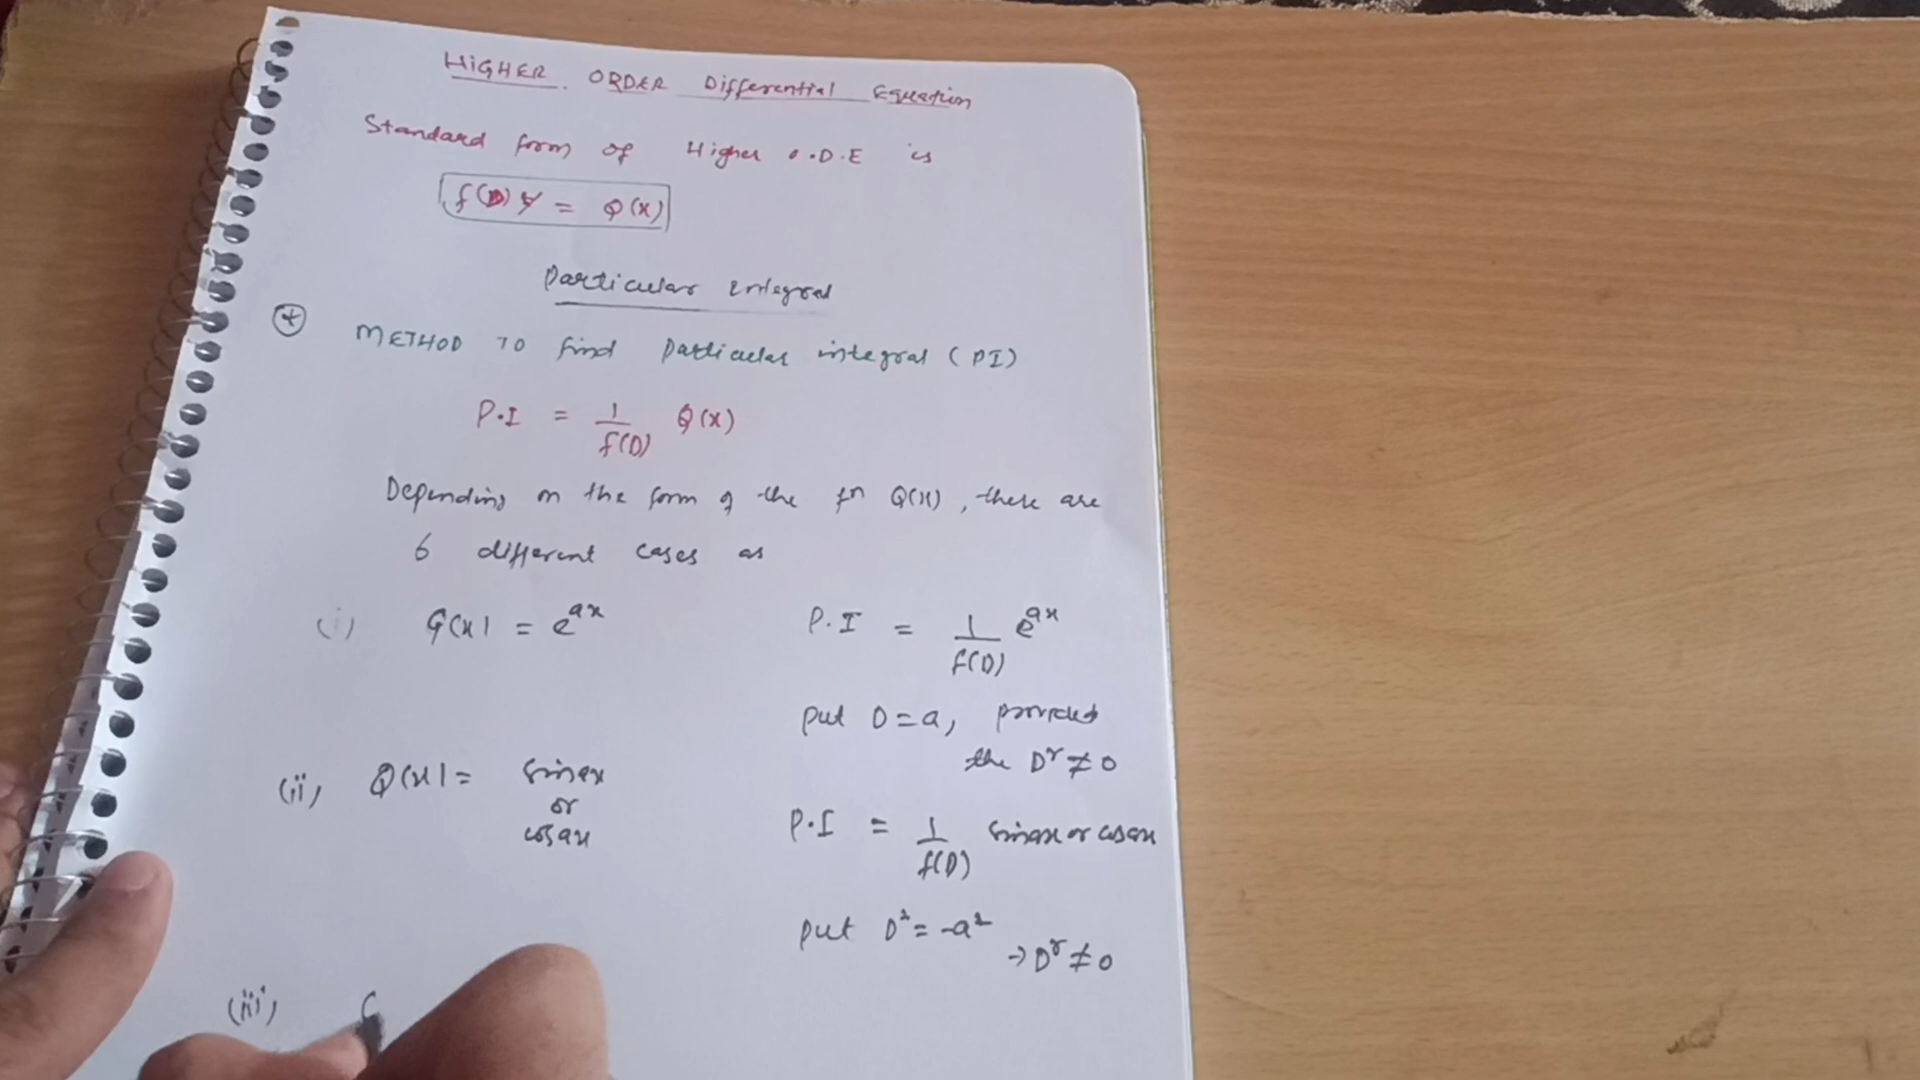 HIGHER ORDER Differential Equation
Standard form of Higher O.D.E is
f(D) y = Q(x)
Particular Integral
* METHOD TO find particular integral (PI)
P.I = 1/f(D) Q(x)
Depending on the form of the fn Q(x), there are
6 different cases as
(i) Q(x) = e^ax
P.I = 1/f(D) e^ax
put D=a, provided
the D^r ≠ 0
(ii) Q(x) = sinax
or
cosax
P.I = 1/f(D) sinax or cosax
put D² = -a²
→ D^r ≠ 0
(iii)